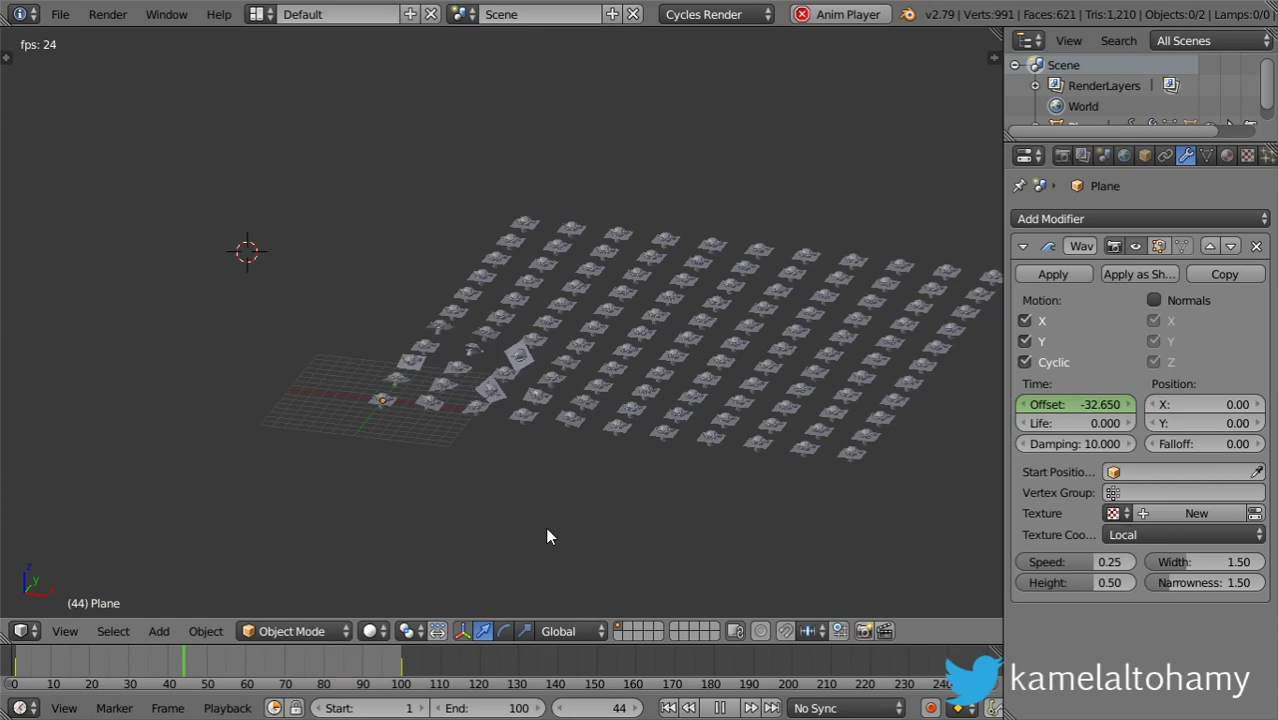 File Render Window Help Default Scene Cycles Render Anim Player v2.79 | Verts:991 | Faces:621 | Tris:1,210 | Objects:0/2 | Lamps:0/0
fps: 24
View Search All Scenes
Scene
RenderLayers
World
Plane
Add Modifier
Wav
Apply Apply as Sh... Copy
Motion: Normals
X X
Y Y
Cyclic Z
Time: Position:
Offset: -32.650 X: 0.00
Life: 0.000 Y: 0.00
Damping: 10.000 Falloff: 0.00
Start Positio...
Vertex Group:
Texture New
Texture Coo... Local
Speed: 0.25 Width: 1.50
Height: 0.50 Narrowness: 1.50
z
y
x
(44) Plane
View Select Add Object Object Mode Global
0 10 20 30 40 50 60 70 80 90 100 110 120 130 140 150 160 170 180 190 200 210 220 230 240
View Marker Frame Playback Start: 1 End: 100 44 No Sync
kamelaltohamy